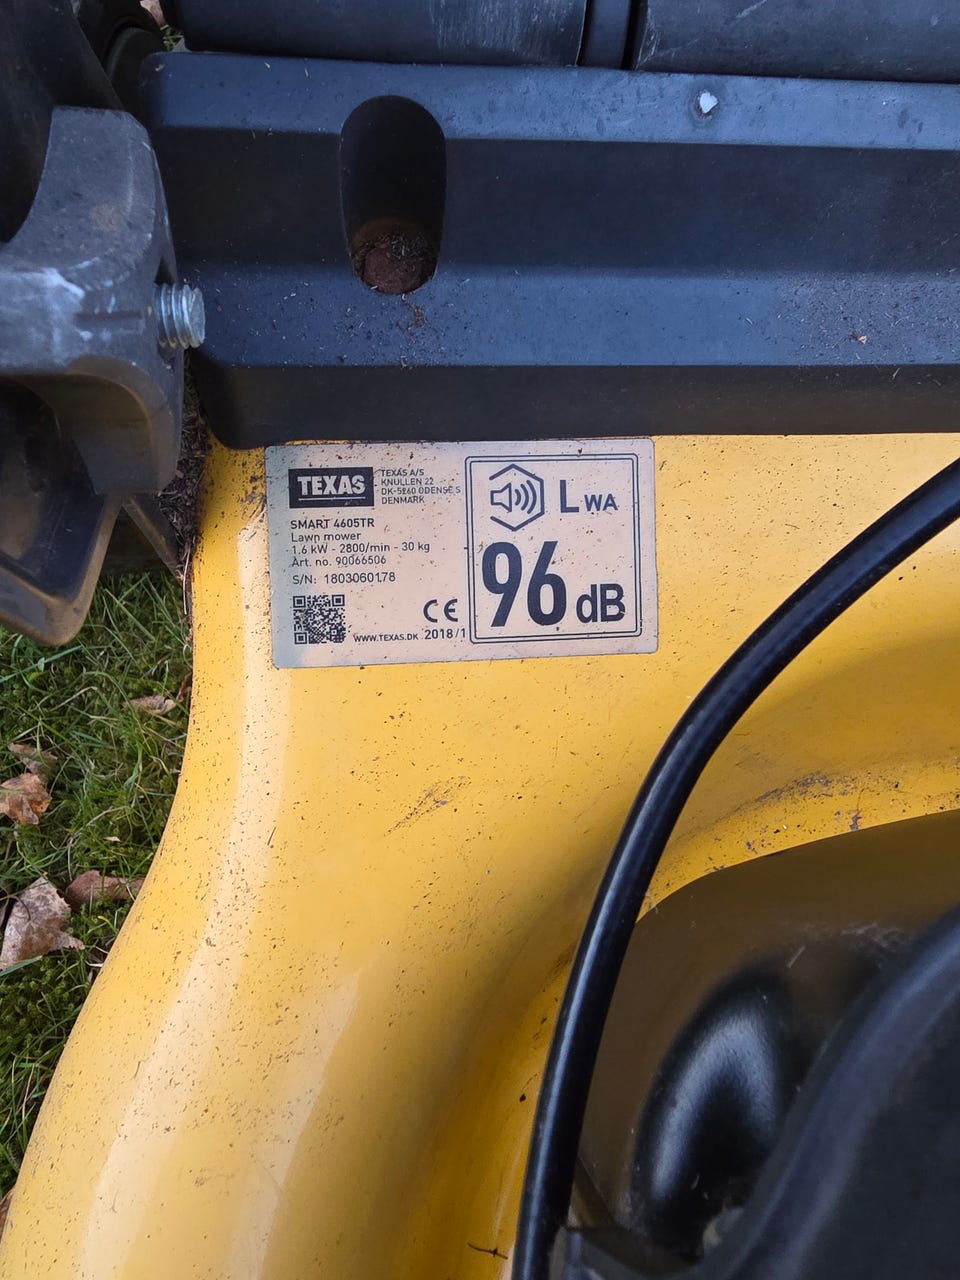 TEXAS
TEXAS A/S
KNULLEN 22
DK-5260 ODENSE S
DENMARK
SMART 4605TR
Lawn mower
1.6 kW - 2800/min - 30 kg
Art. no. 90066506
S/N: 1803060178
CE
WWW.TEXAS.DK 2018/1
LWA
96 dB